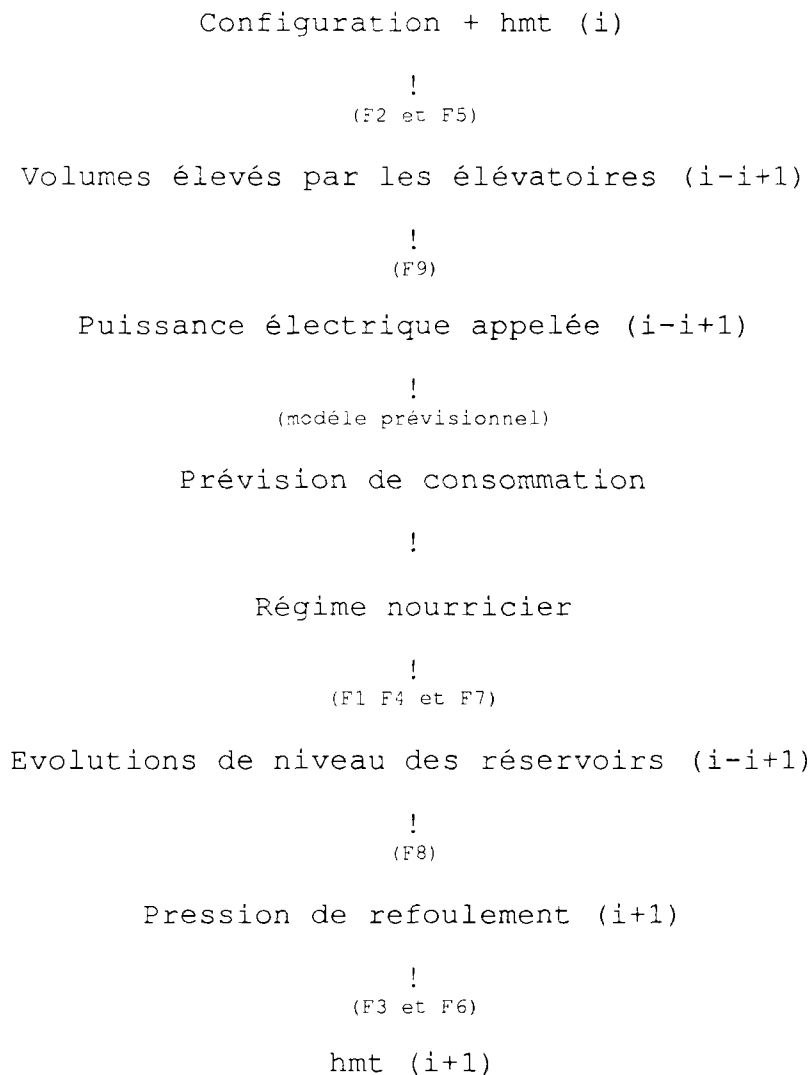 Configuration + hmt (i)
!
(F2 et F5)
Volumes élevés par les élévatoires (i-i+1)
!
(F9)
Puissance électrique appelée (i-i+1)
!
(modéle prévisionnel)
Prévision de consommation
!
Régime nourricier
!
(F1 F4 et F7)
Evolutions de niveau des réservoirs (i-i+1)
!
(F8)
Pression de refoulement (i+1)
!
(F3 et F6)
hmt (i+1)